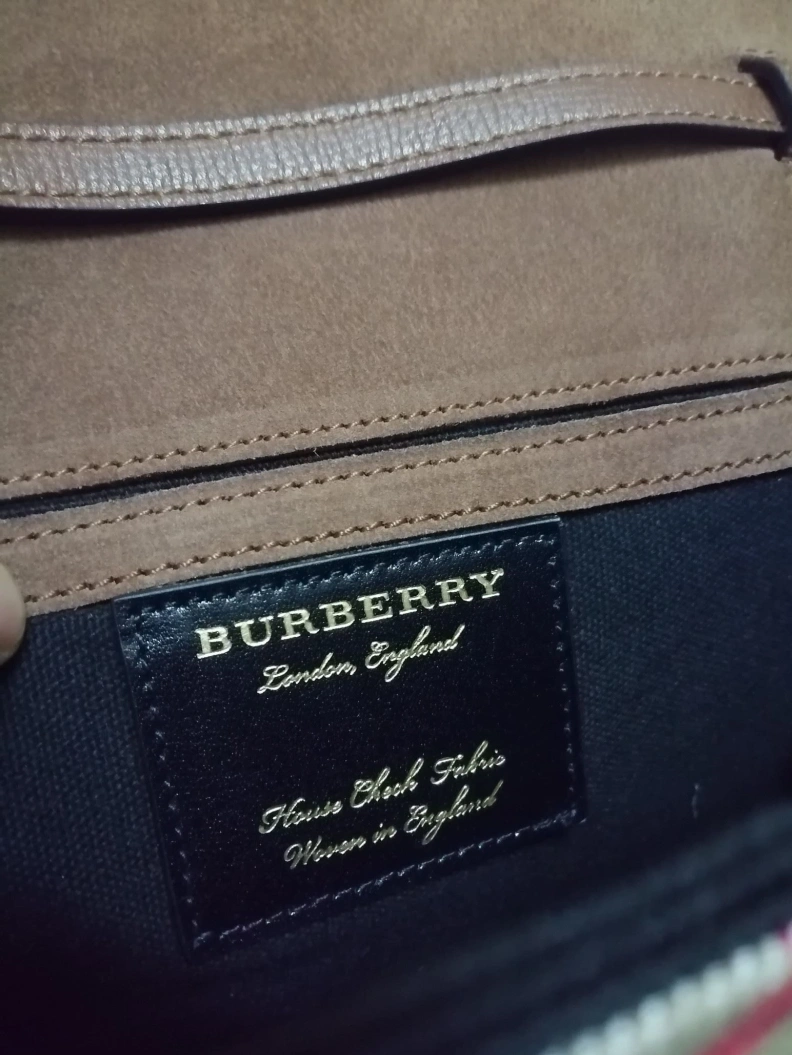 BURBERRY
London, England
House Check Fabric
Woven in England